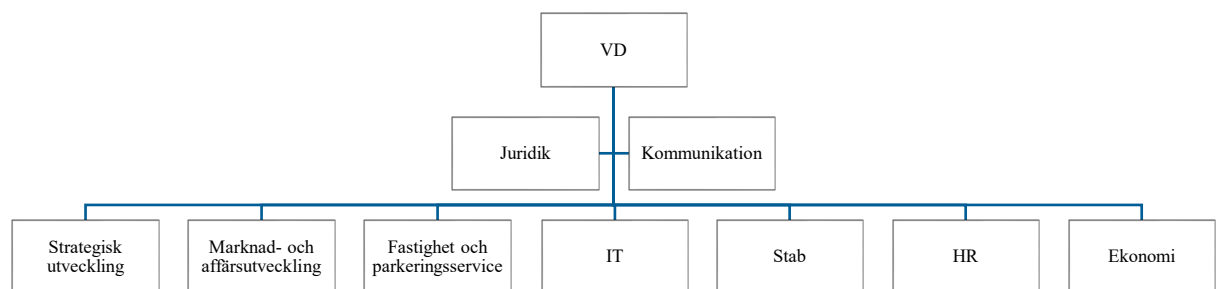 VD
Juridik
Kommunikation
Strategisk
utveckling
Marknad- och
affärsutveckling
Fastighet och
parkeringsservice
IT
Stab
HR
Ekonomi